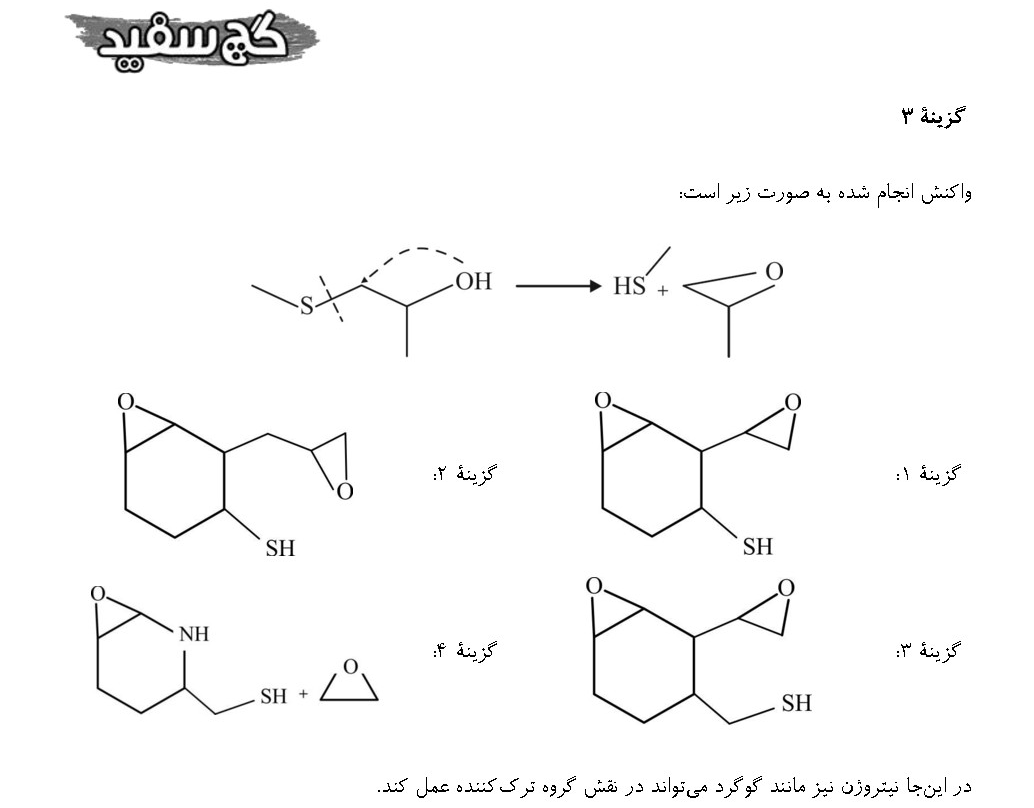 گچ سفید
گزینهٔ ۳
واکنش انجام شده به صورت زیر است:
S OH HS + O
O O
گزینهٔ ۱:
SH
O O
گزینهٔ ۲:
SH
O O
گزینهٔ ۳:
SH
O NH
گزینهٔ ۴:
SH + O
در این‌جا نیتروژن نیز مانند گوگرد می‌تواند در نقش گروه ترک‌کننده عمل کند.